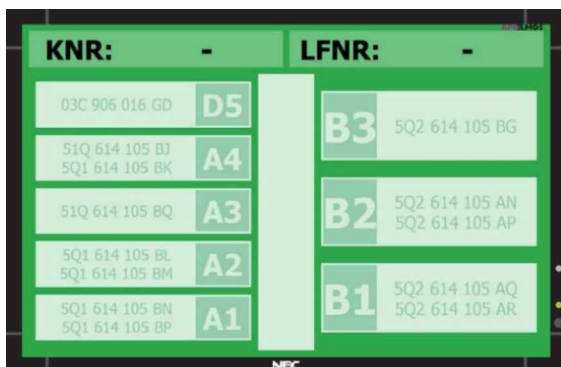 KNR: -
LFNR: -
03C 906 016 GD D5
51Q 614 105 BJ
5Q1 614 105 BK
A4
51Q 614 105 BQ A3
5Q1 614 105 BL
5Q1 614 105 BM
A2
5Q1 614 105 BN
5Q1 614 105 BP
A1
B3 5Q2 614 105 BG
B2
5Q2 614 105 AN
5Q2 614 105 AP
B1
5Q2 614 105 AQ
5Q2 614 105 AR
NEC